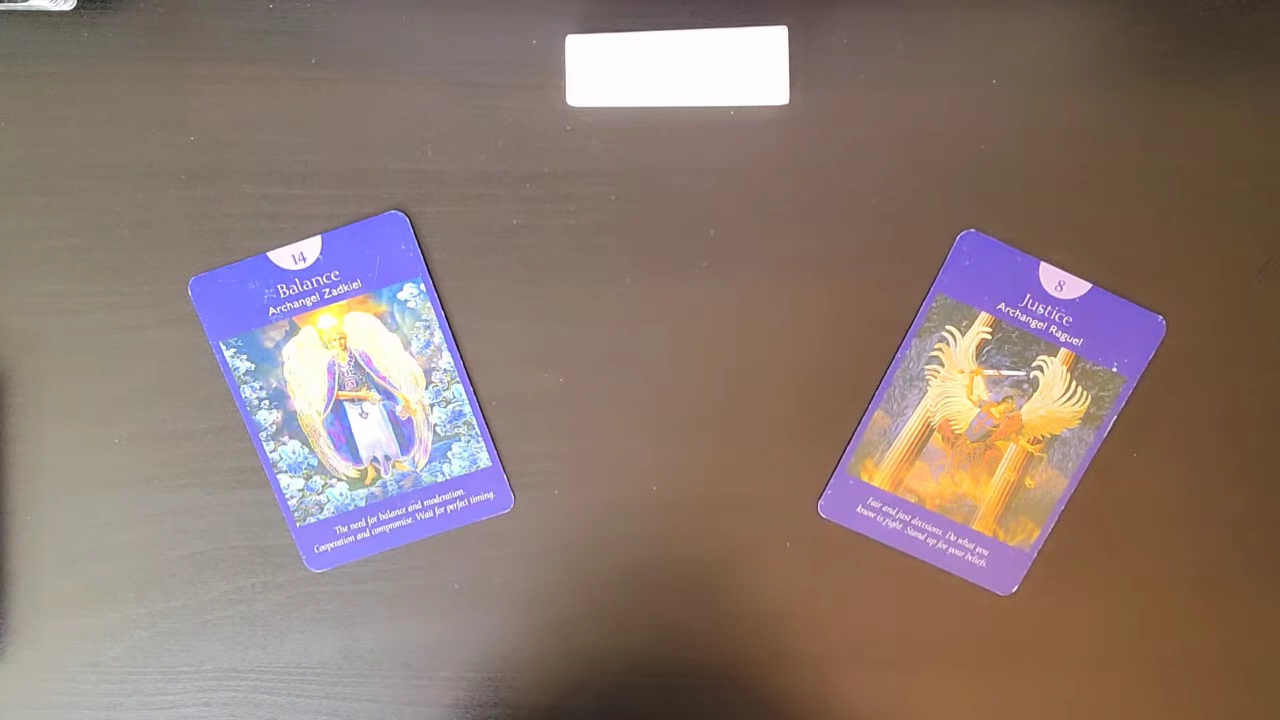 14
Balance
Archangel Zadkiel
The need for balance and moderation.
Cooperation and compromise. Wait for perfect timing.
8
Justice
Archangel Raguel
Fair and just decisions. Do what you
know is right. Stand up for your beliefs.